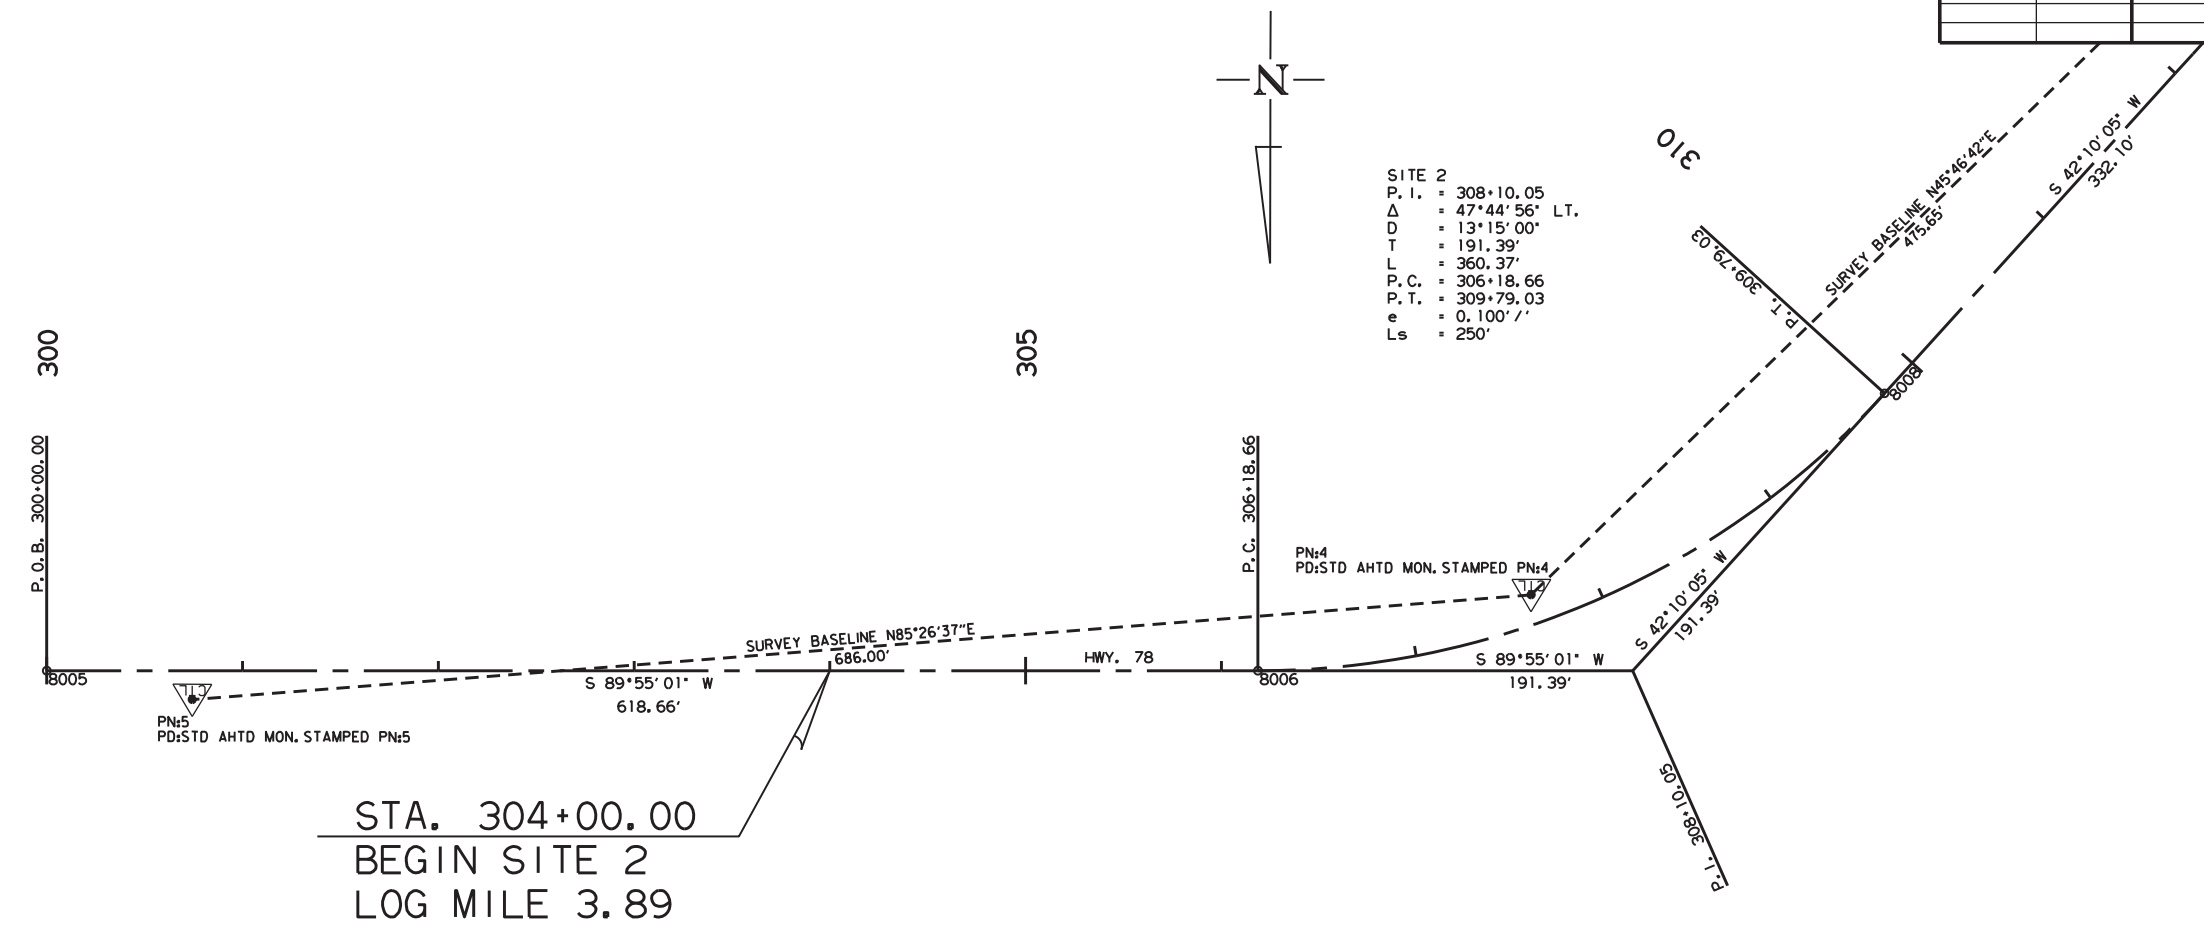 N
SITE 2
P.I. = 308+10.05
Δ = 47°44'56" LT.
D = 13°15'00"
T = 191.39'
L = 360.37'
P.C. = 306+18.66
P.T. = 309+79.03
e = 0.100'/'
Ls = 250'
300
305
310
P.O.B. 300+00.00
P.C. 306+18.66
P.T. 309+79.03
P.I. 308+10.05
SURVEY BASELINE N45°46'42"E
475.65'
S 42°10'05" W
332.10'
8008
PN:4
PD:STD AHTD MON. STAMPED PN:4
CTL
S 42°10'05" W
191.39'
SURVEY BASELINE N85°26'37"E
686.00'
HWY. 78
S 89°55'01" W
191.39'
8005
8006
S 89°55'01" W
618.66'
CTL
PN:5
PD:STD AHTD MON. STAMPED PN:5
STA. 304+00.00
BEGIN SITE 2
LOG MILE 3.89